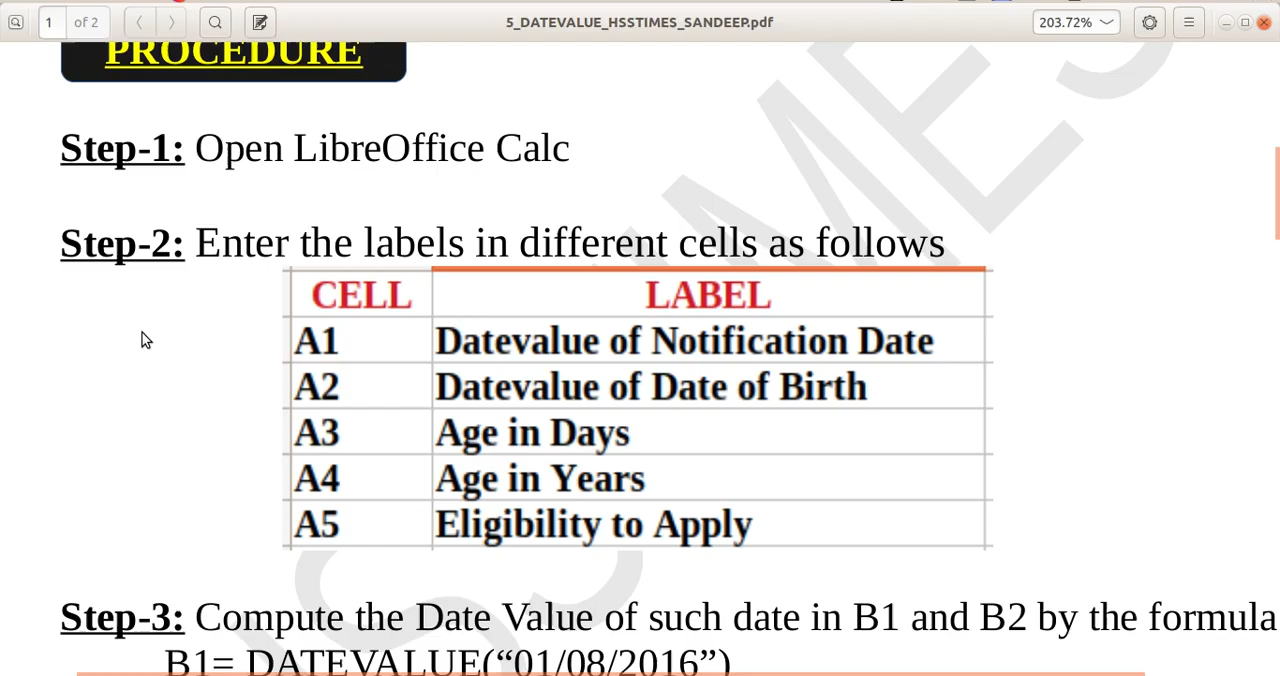 1 of 2
5_DATEVALUE_HSSTIMES_SANDEEP.pdf
203.72%
PROCEDURE
Step-1: Open LibreOffice Calc
Step-2: Enter the labels in different cells as follows
CELL LABEL
A1 Datevalue of Notification Date
A2 Datevalue of Date of Birth
A3 Age in Days
A4 Age in Years
A5 Eligibility to Apply
Step-3: Compute the Date Value of such date in B1 and B2 by the formula
B1= DATEVALUE(“01/08/2016”)